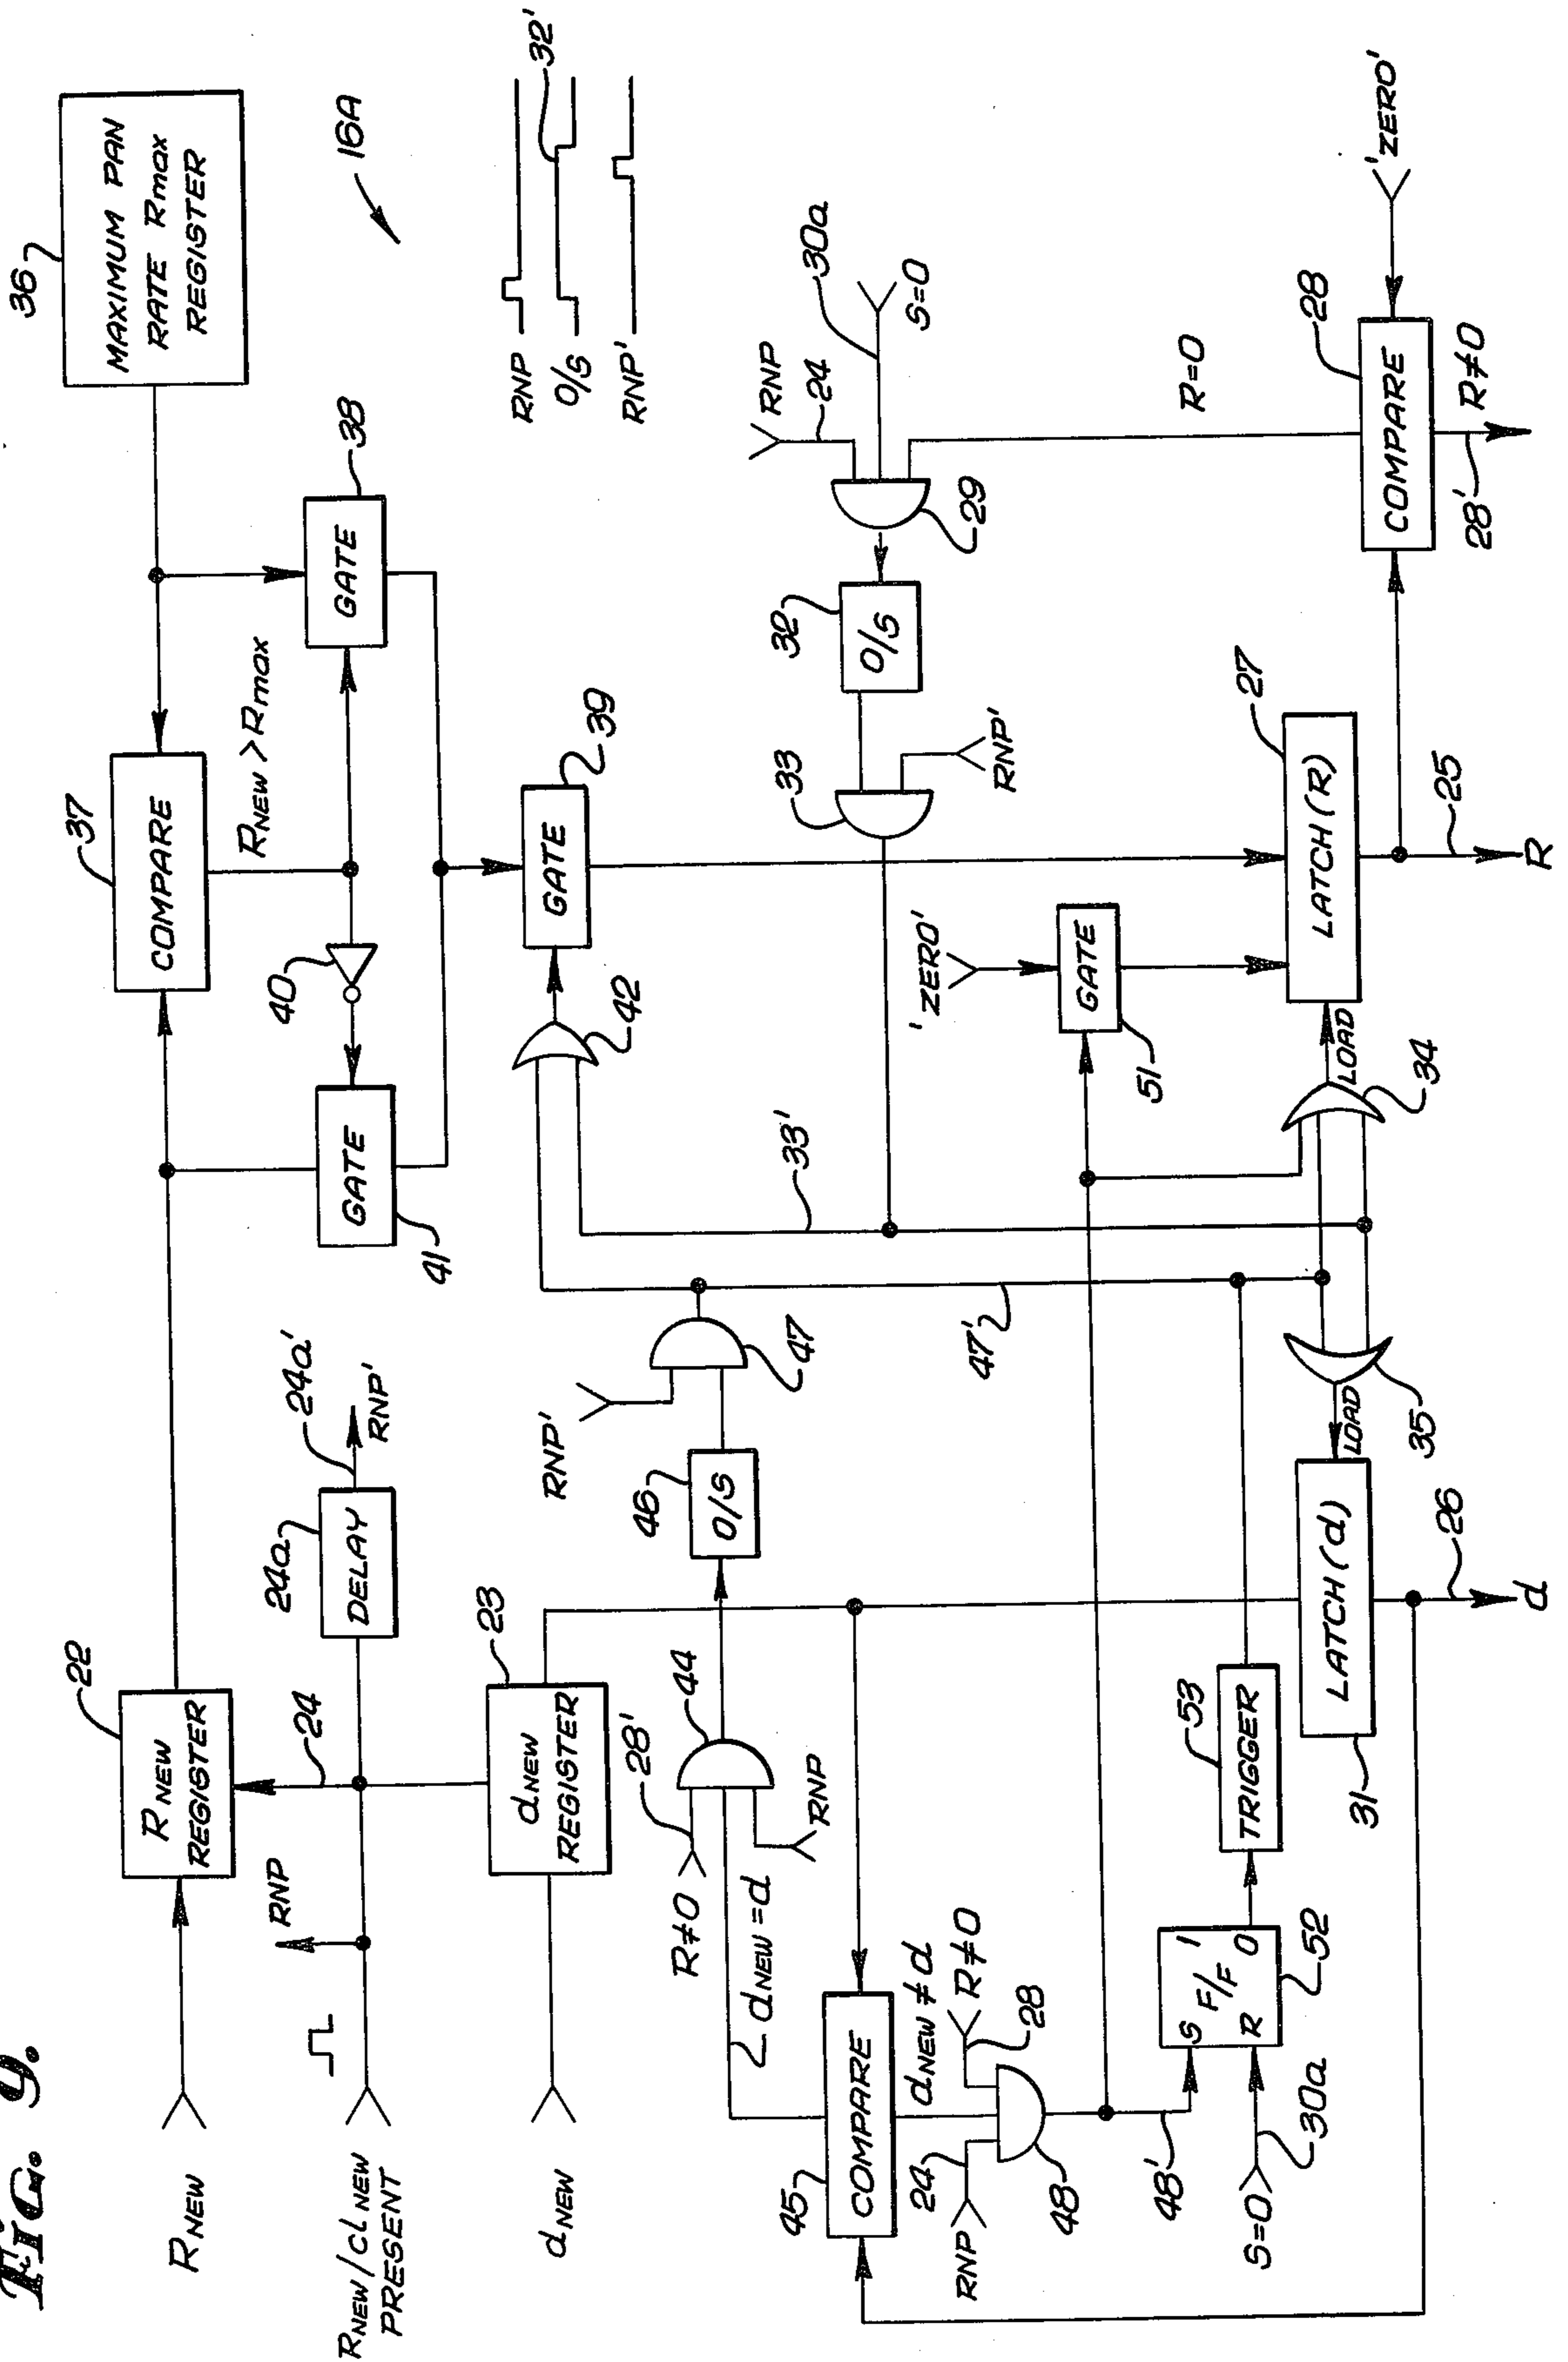 FIG. 9.
36
MAXIMUM PAN
RATE Rmax
REGISTER
16A
37
COMPARE
RNEW > Rmax
38
GATE
40
GATE
41
RNP
O/S
32'
RNP'
22
RNEW
REGISTER
RNEW
RNP
24
24a
DELAY
24a'
RNP'
RNEW/clNEW
PRESENT
23
dNEW
REGISTER
dNEW
39
GATE
42
RNP
24
30a
S=0
29
32
O/S
33
RNP'
R=0
28'
R≠0
44
RNP
dNEW=d
46
O/S
RNP'
47
47'
33'
'ZERO'
GATE
51
45
COMPARE
dNEW≠d
R≠0
28
24
RNP
48
48'
S=0
30a
S
F/F
1
R
0
52
53
TRIGGER
31
LATCH(d)
26
d
LOAD
35
34
LOAD
27
LATCH(R)
25
R
28
COMPARE
'ZERO'
28'
R≠0